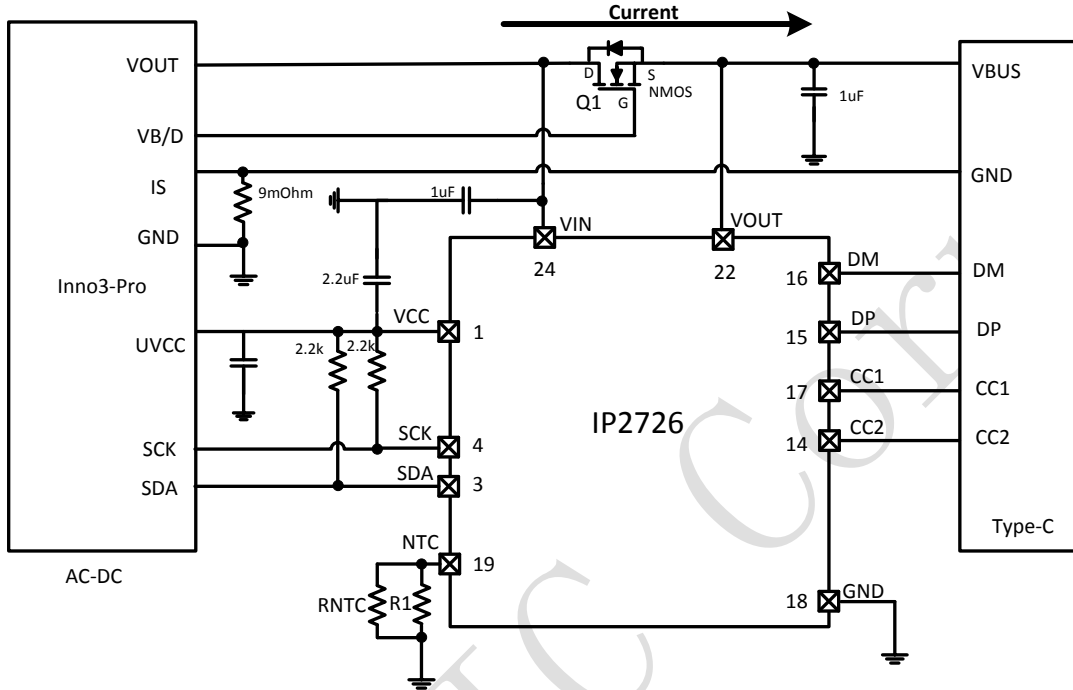 Current
VOUT
D
S
VBUS
Q1
G
NMOS
1uF
VB/D
IS
9mOhm
GND
1uF
GND
VIN
VOUT
24
22
DM
16
DM
Inno3-Pro
2.2uF
VCC
1
DP
15
DP
UVCC
2.2k
2.2k
CC1
17
CC1
IP2726
SCK
SCK
4
CC2
14
CC2
SDA
SDA
3
Type-C
NTC
19
AC-DC
RNTC
R1
18
GND
IC Cor